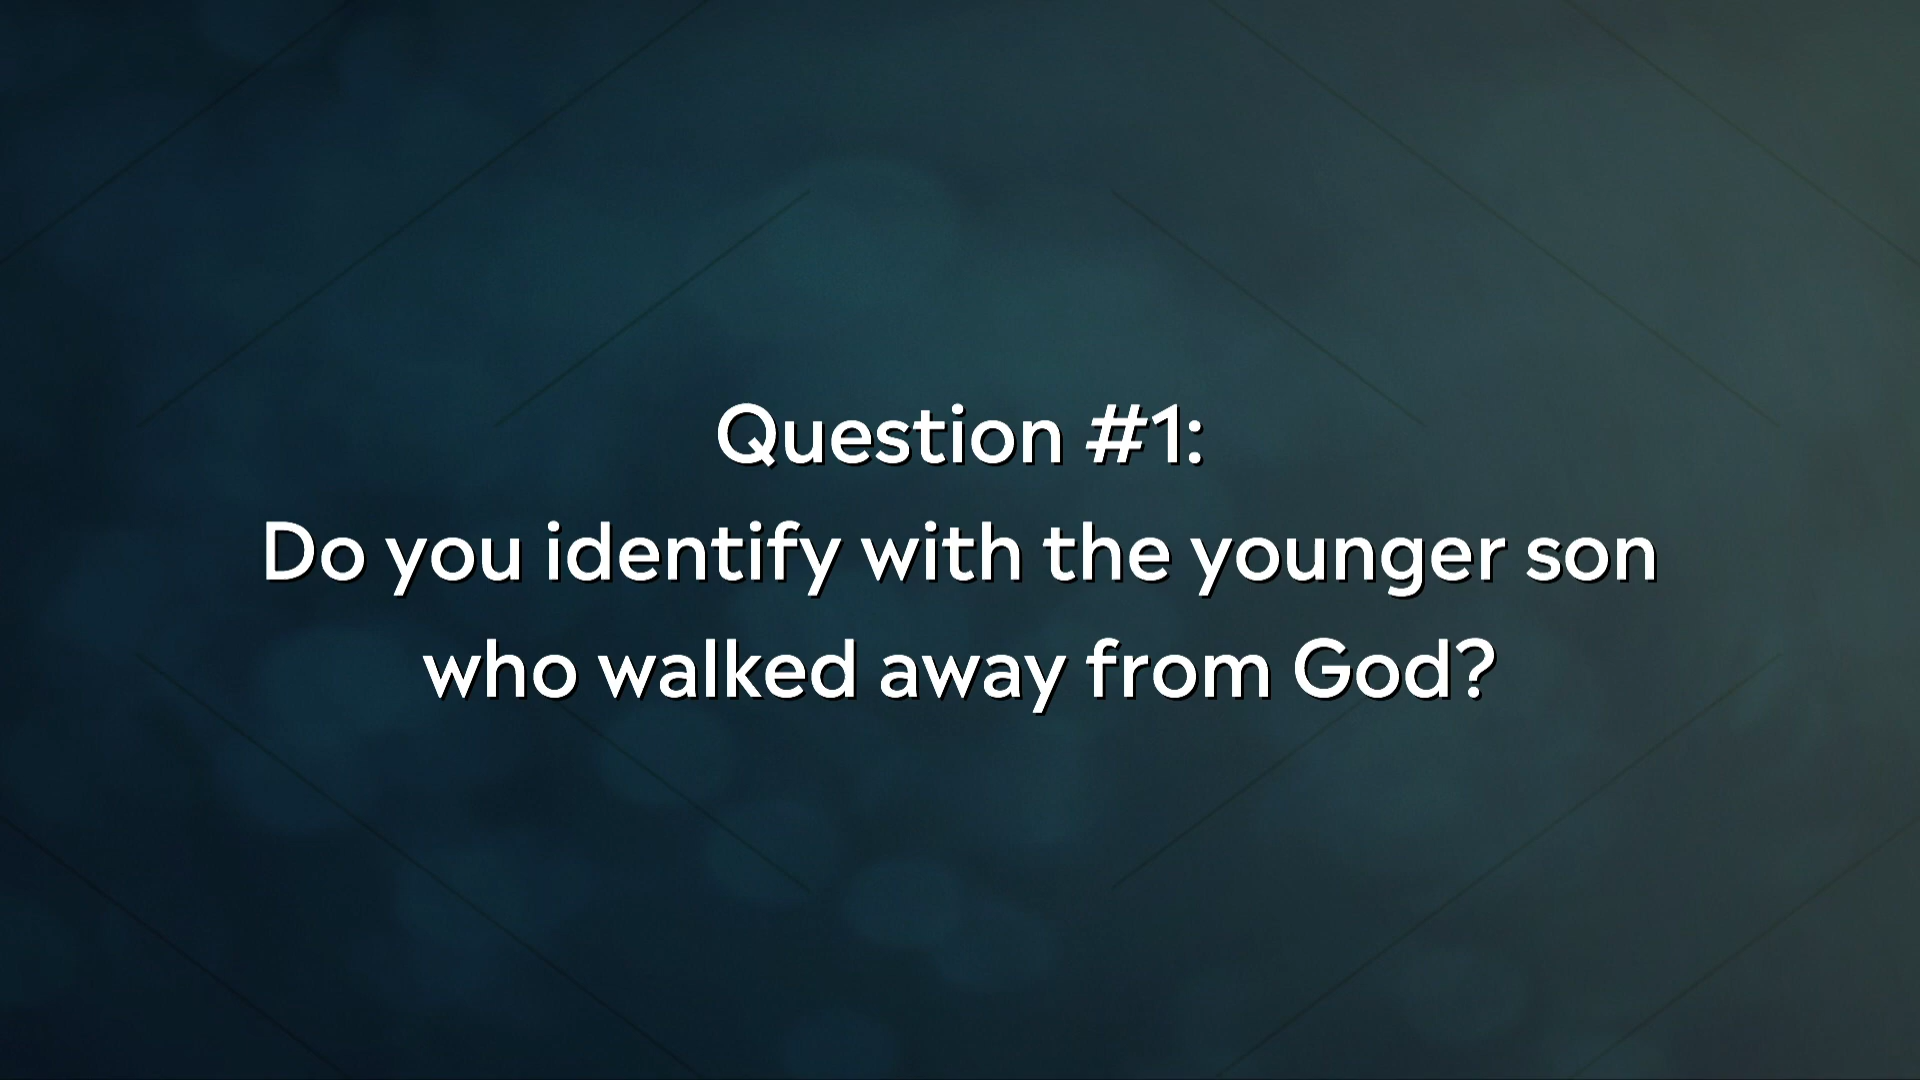 Question #1:
Do you identify with the younger son
who walked away from God?